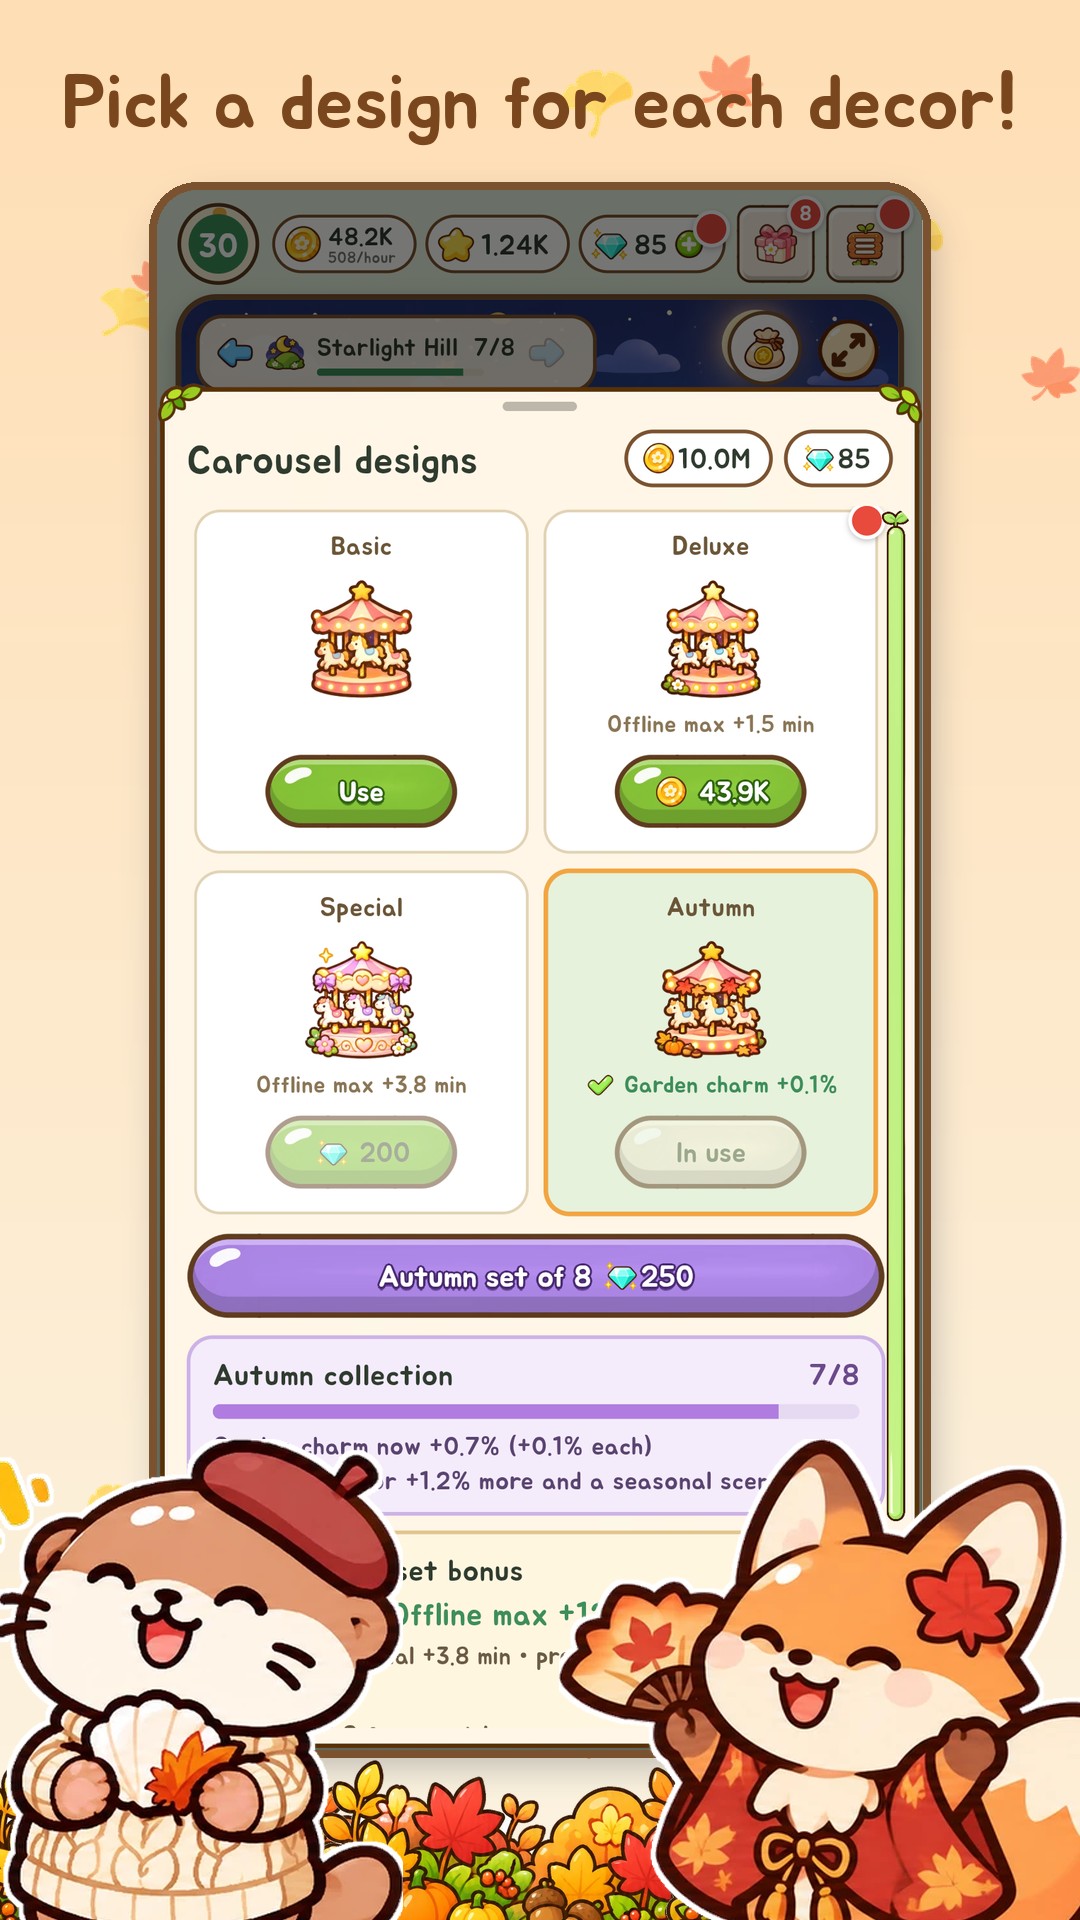 Pick a design for each decor!
30
48.2K
508/hour
1.24K
85
8
Starlight Hill 7/8
Carousel designs
10.0M
85
Basic
Deluxe
Offline max +1.5 min
Use
43.9K
Special
Autumn
Offline max +3.8 min
Garden charm +0.1%
200
In use
Autumn set of 8 250
Autumn collection
7/8
charm now +0.7% (+0.1% each)
+1.2% more and a seasonal
set bonus
Offline max
+3.8 min •